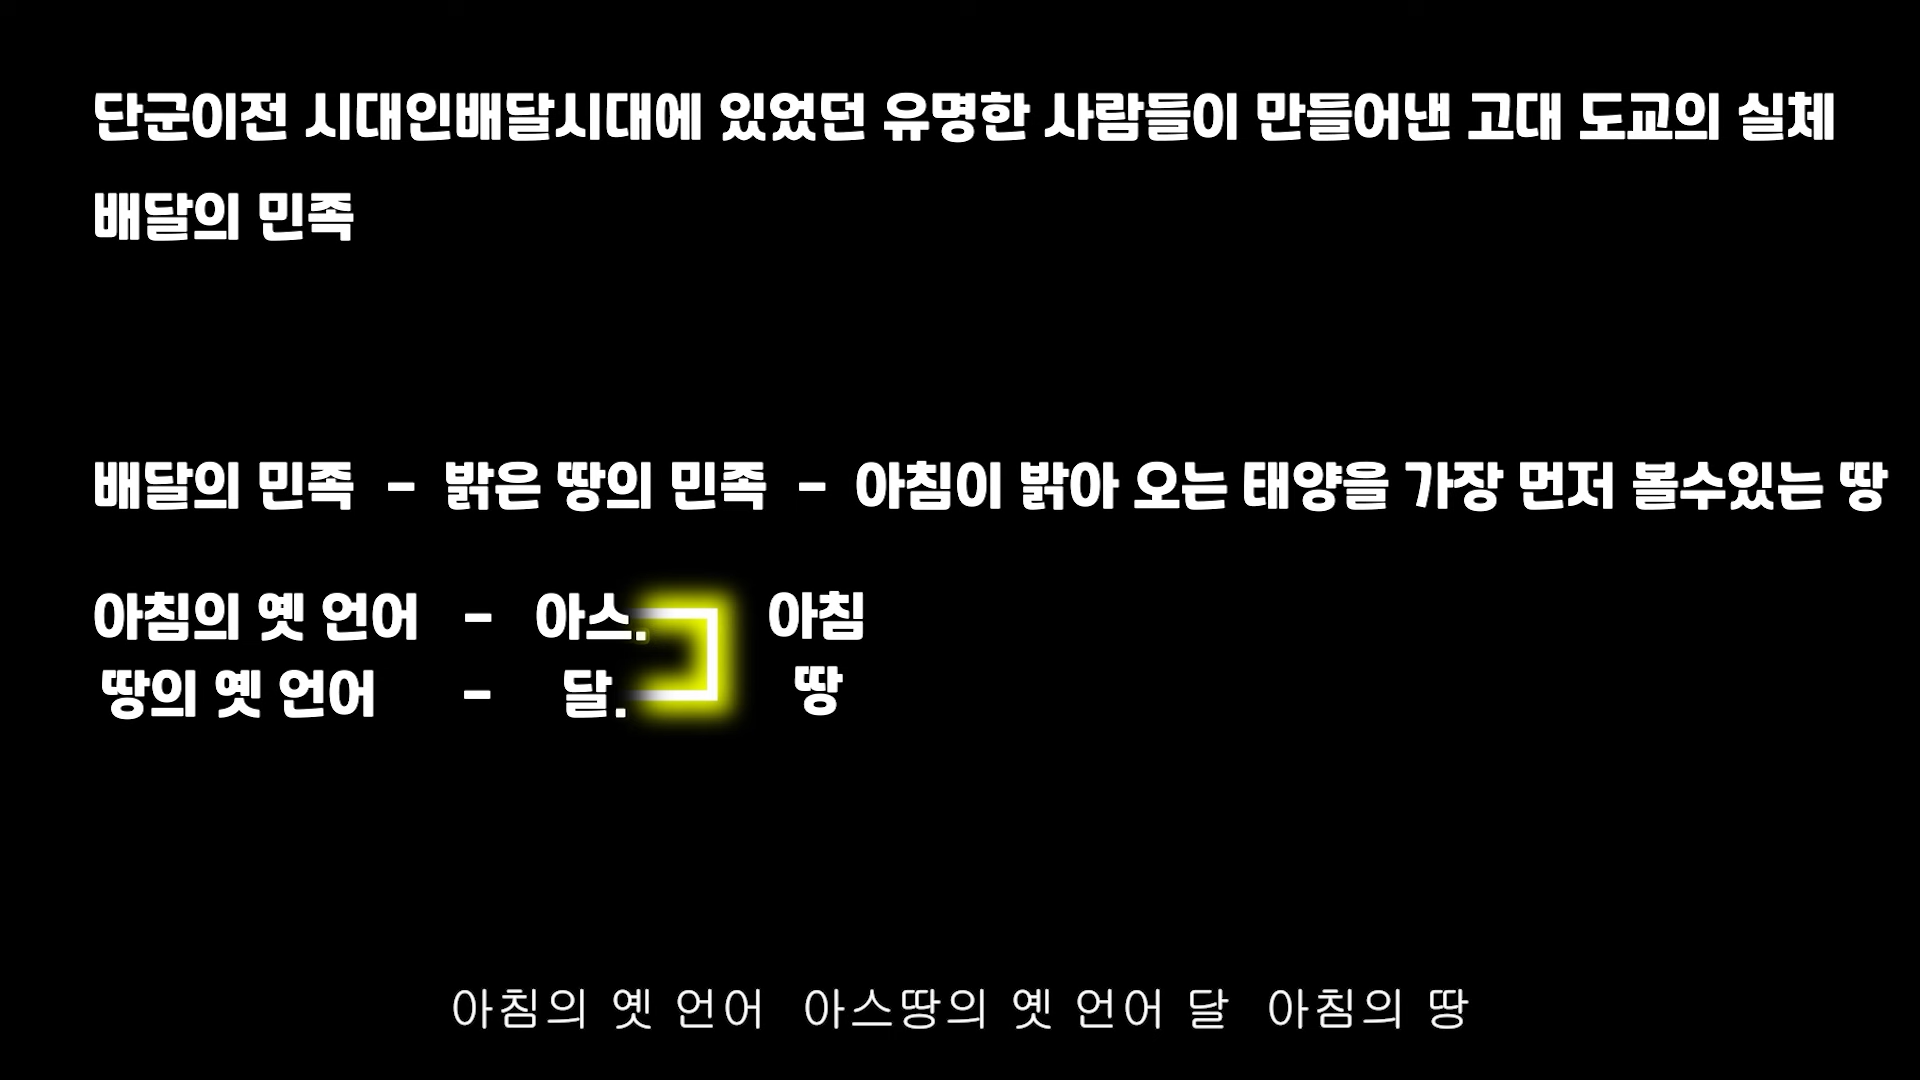 단군이전 시대인배달시대에 있었던 유명한 사람들이 만들어낸 고대 도교의 실체
배달의 민족
배달의 민족 - 밝은 땅의 민족 - 아침이 밝아 오는 태양을 가장 먼저 볼수있는 땅
아침의 옛 언어 - 아스. 아침
땅의 옛 언어 - 달. 땅
아침의 옛 언어 아스땅의 옛 언어 달 아침의 땅